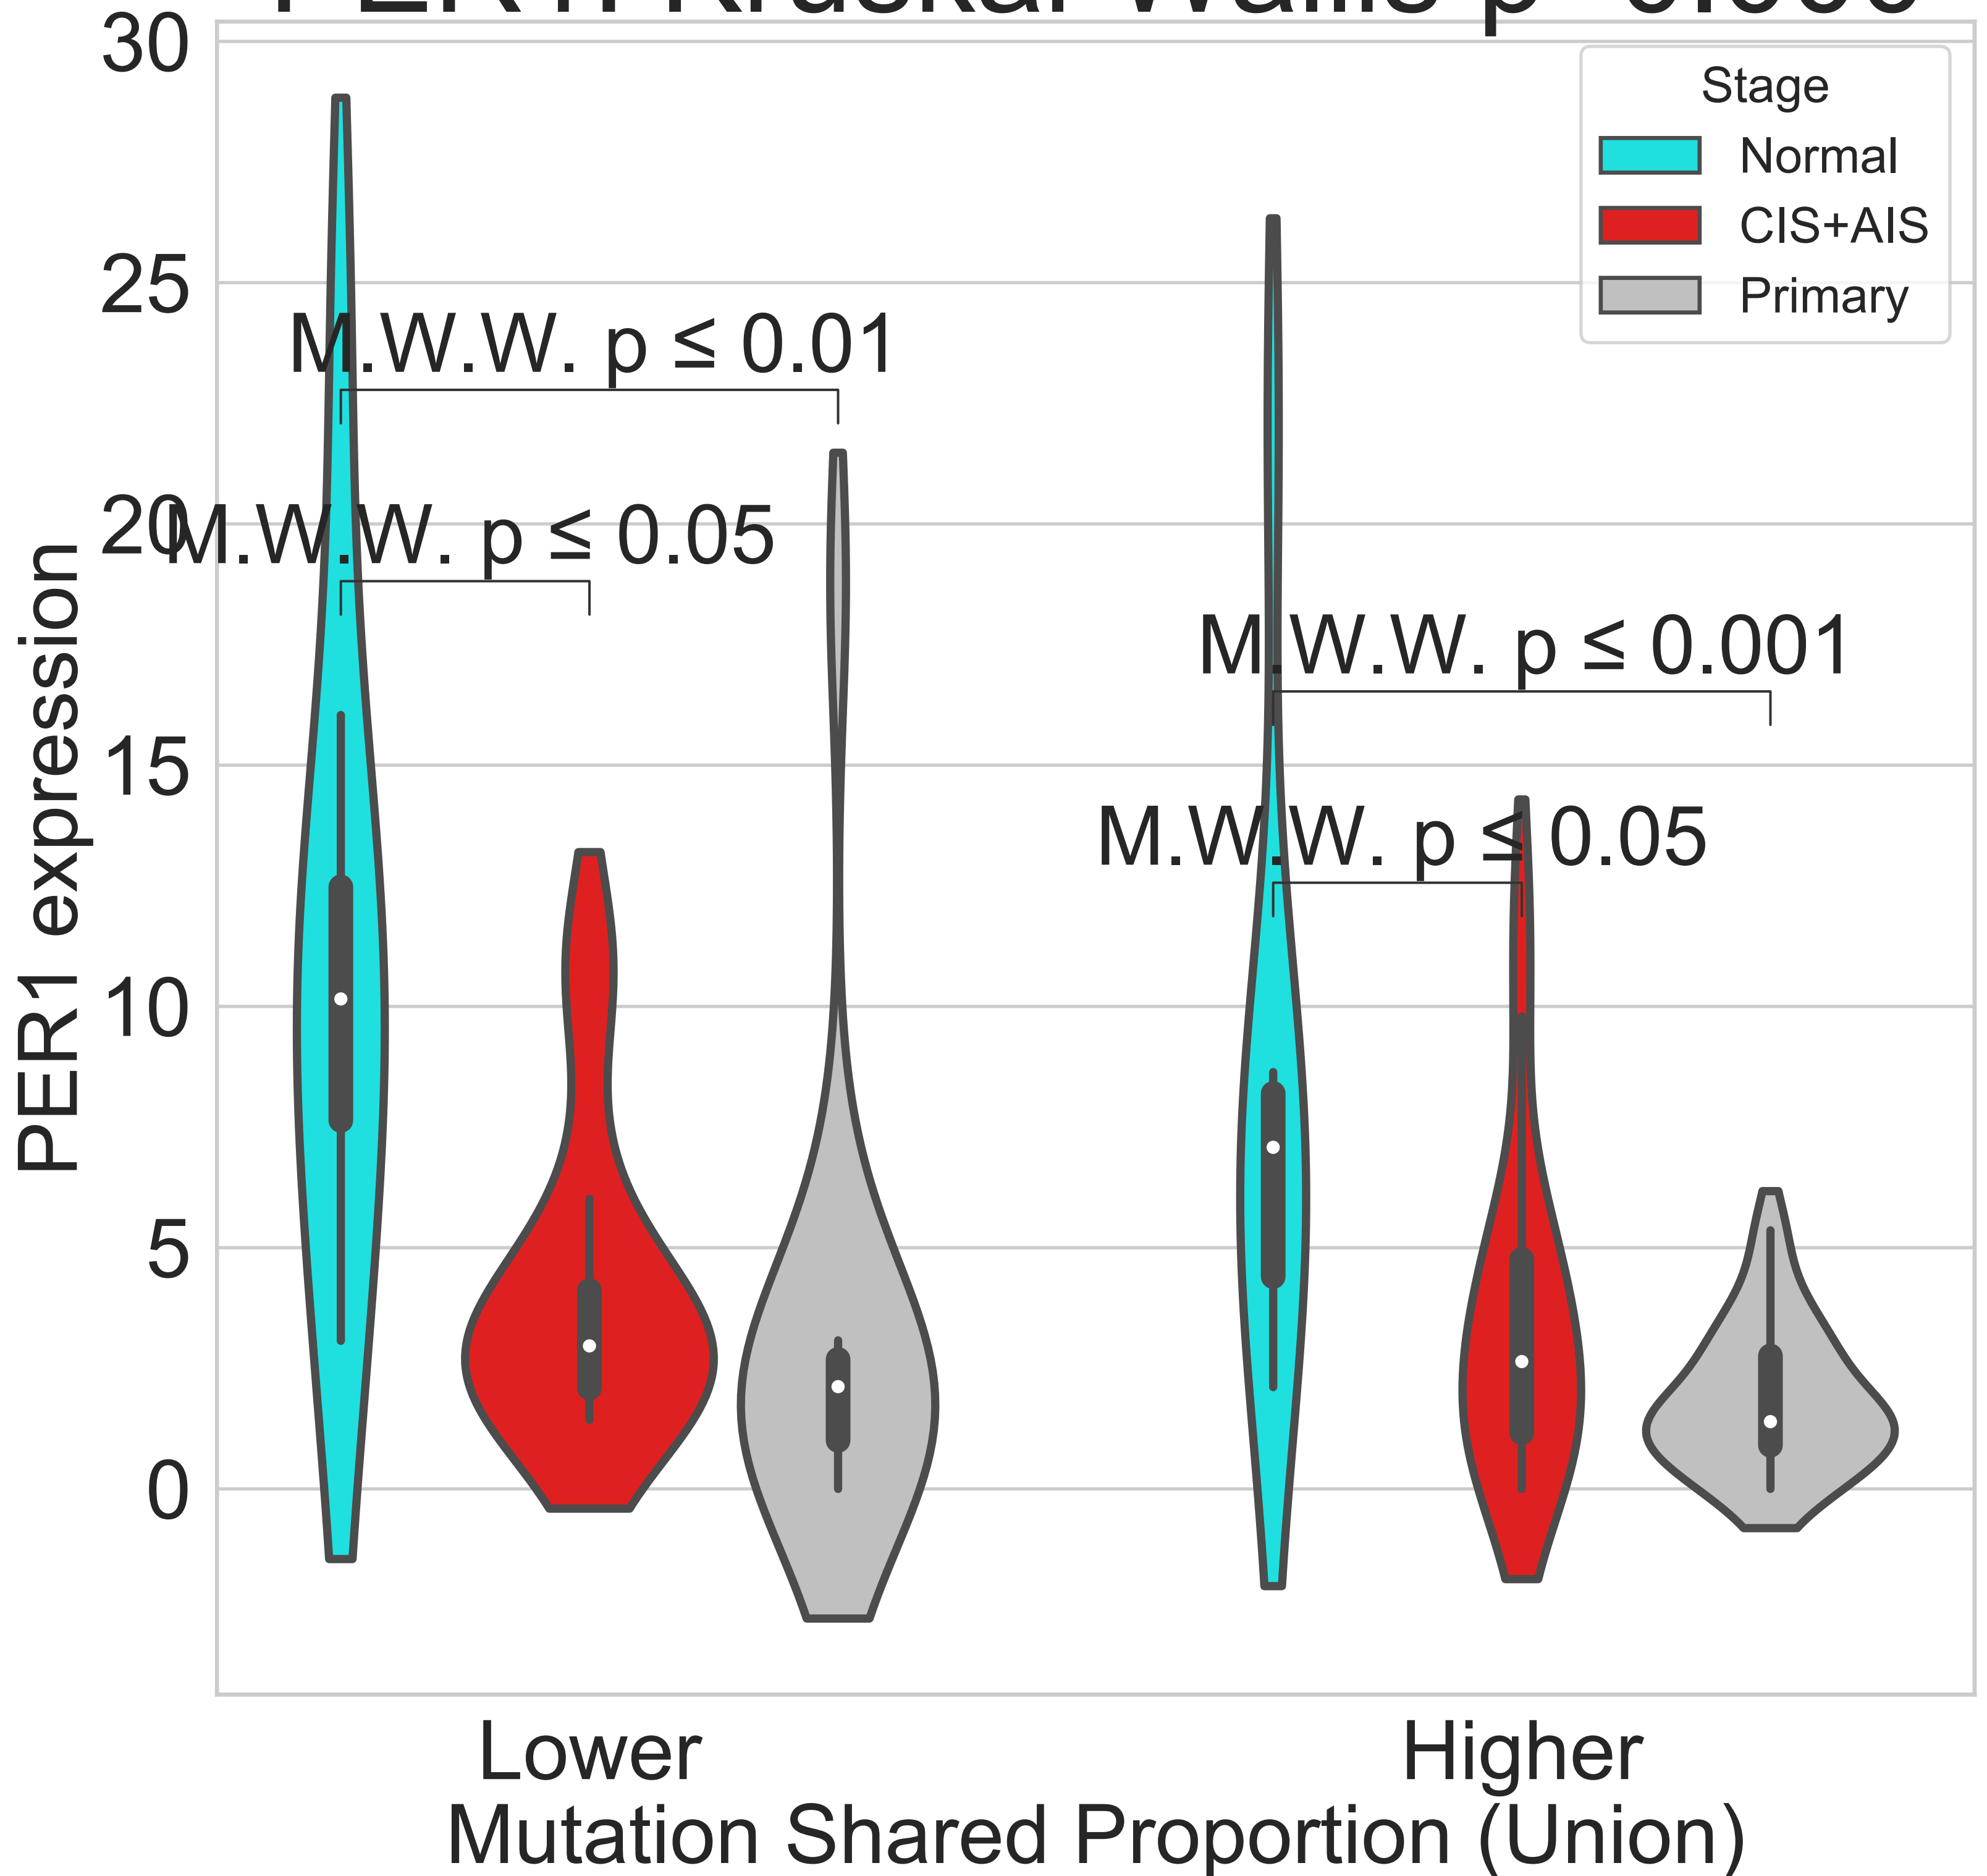 30
25
20
15
10
5
0
PER1 expression
Stage
Normal
CIS+AIS
Primary
M.W.W. p ≤ 0.01
M.W.W. p ≤ 0.05
M.W.W. p ≤ 0.001
M.W.W. p ≤ 0.05
Lower
Higher
Mutation Shared Proportion (Union)